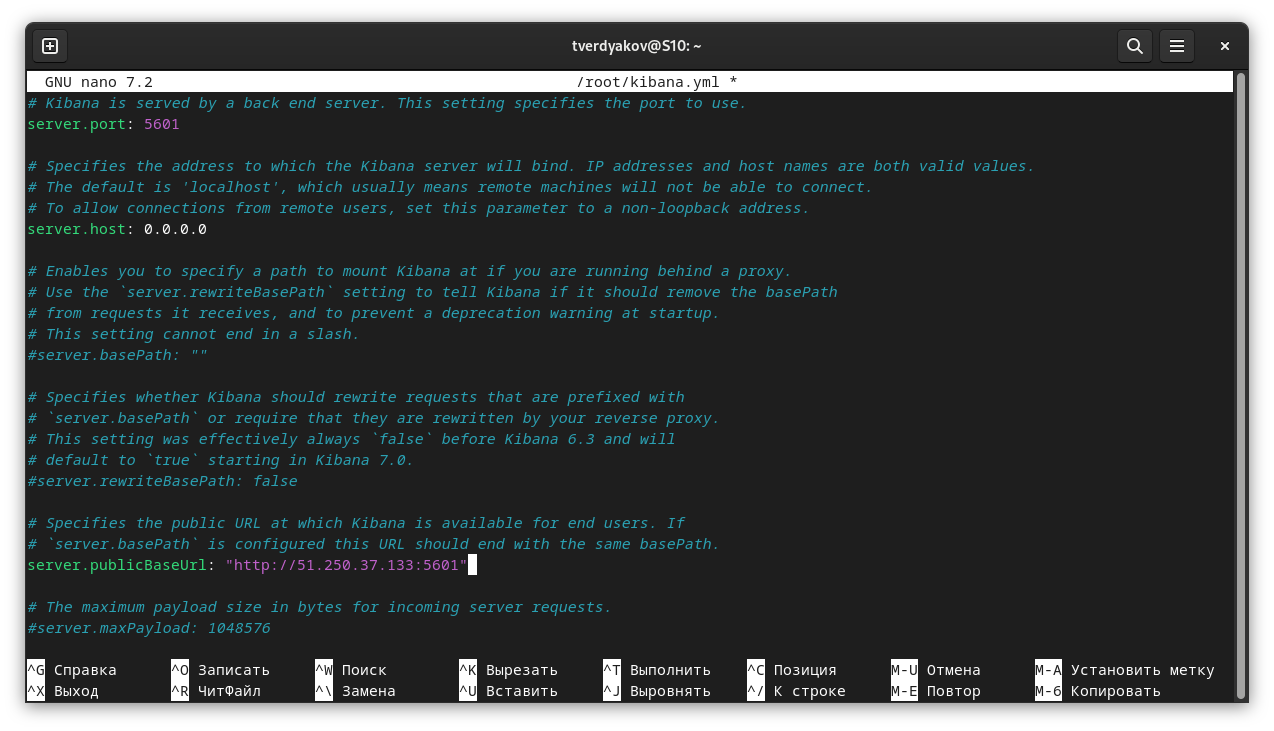 tverdyakov@S10: ~
GNU nano 7.2 /root/kibana.yml *
# Kibana is served by a back end server. This setting specifies the port to use.
server.port: 5601
# Specifies the address to which the Kibana server will bind. IP addresses and host names are both valid values.
# The default is 'localhost', which usually means remote machines will not be able to connect.
# To allow connections from remote users, set this parameter to a non-loopback address.
server.host: 0.0.0.0
# Enables you to specify a path to mount Kibana at if you are running behind a proxy.
# Use the `server.rewriteBasePath` setting to tell Kibana if it should remove the basePath
# from requests it receives, and to prevent a deprecation warning at startup.
# This setting cannot end in a slash.
#server.basePath: ""
# Specifies whether Kibana should rewrite requests that are prefixed with
# `server.basePath` or require that they are rewritten by your reverse proxy.
# This setting was effectively always `false` before Kibana 6.3 and will
# default to `true` starting in Kibana 7.0.
#server.rewriteBasePath: false
# Specifies the public URL at which Kibana is available for end users. If
# `server.basePath` is configured this URL should end with the same basePath.
server.publicBaseUrl: "http://51.250.37.133:5601"
# The maximum payload size in bytes for incoming server requests.
#server.maxPayload: 1048576
^G Справка ^O Записать ^W Поиск ^K Вырезать ^T Выполнить ^C Позиция M-U Отмена M-A Установить метку
^X Выход ^R ЧитФайл ^\ Замена ^U Вставить ^J Выровнять ^/ К строке M-E Повтор M-6 Копировать